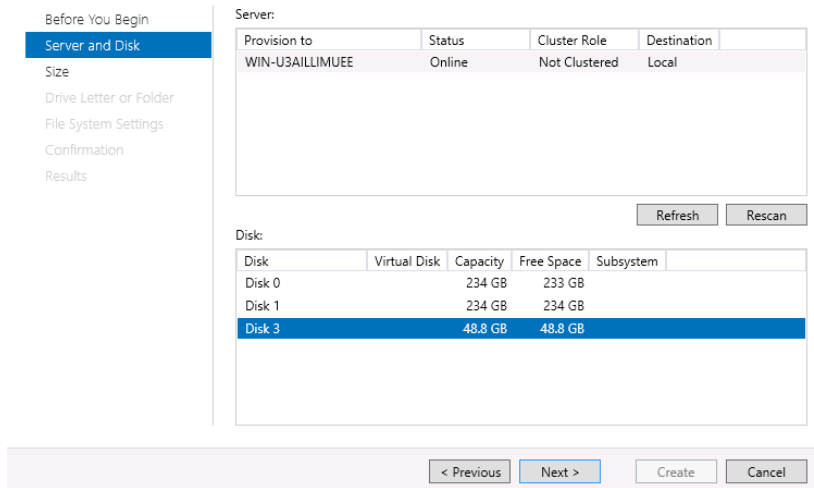 Before You Begin
Server and Disk
Size
Drive Letter or Folder
File System Settings
Confirmation
Results
Server:
Provision to Status Cluster Role Destination
WIN-U3AILLIMUEE Online Not Clustered Local
Refresh Rescan
Disk:
Disk Virtual Disk Capacity Free Space Subsystem
Disk 0 234 GB 233 GB
Disk 1 234 GB 234 GB
Disk 3 48.8 GB 48.8 GB
< Previous Next > Create Cancel